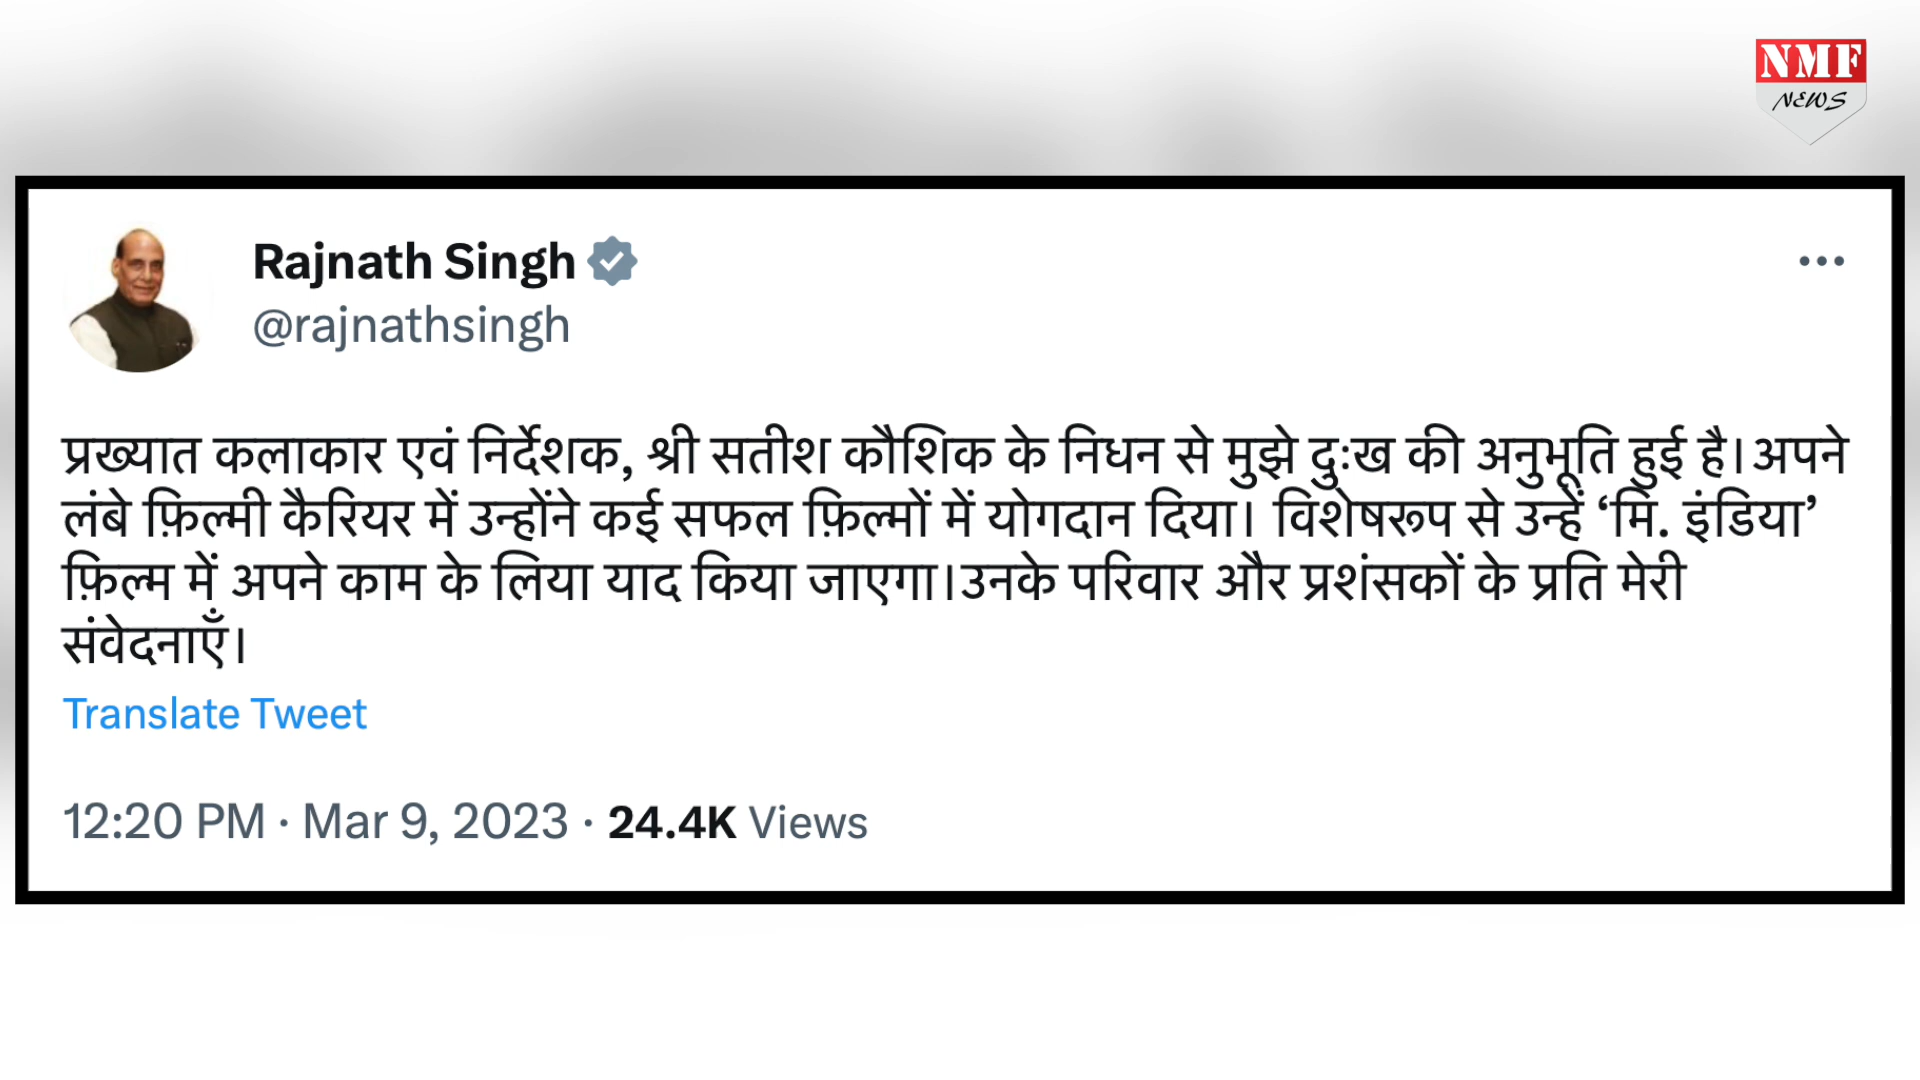 NMF
NEWS
Rajnath Singh
@rajnathsingh
प्रख्यात कलाकार एवं निर्देशक, श्री सतीश कौशिक के निधन से मुझे दुःख की अनुभूति हुई है।अपने
लंबे फ़िल्मी कैरियर में उन्होंने कई सफल फ़िल्मों में योगदान दिया। विशेषरूप से उन्हें ‘मि. इंडिया’
फ़िल्म में अपने काम के लिया याद किया जाएगा।उनके परिवार और प्रशंसकों के प्रति मेरी
संवेदनाएँ।
Translate Tweet
12:20 PM · Mar 9, 2023 · 24.4K Views